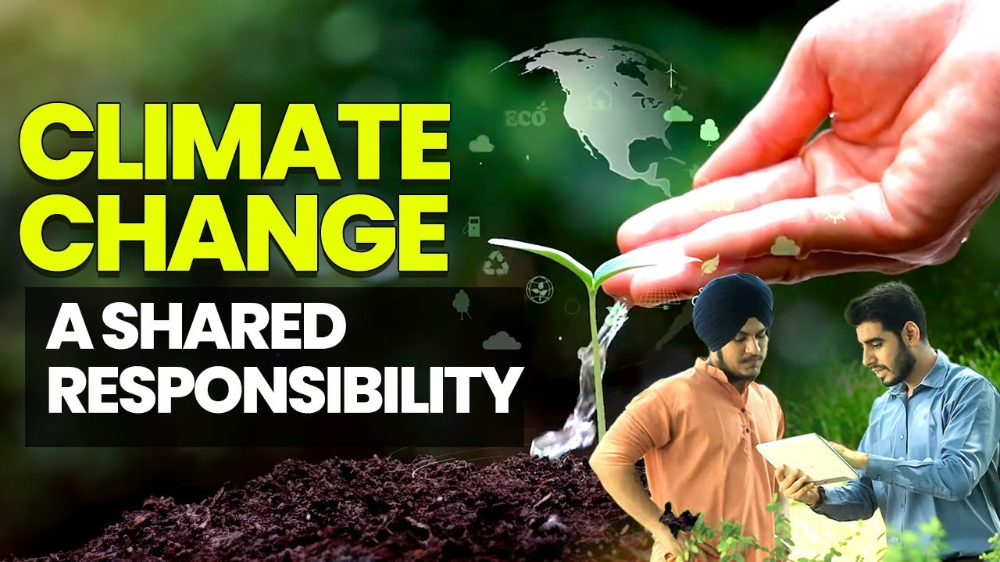 CLIMATE
CHANGE
A SHARED
RESPONSIBILITY
ECO